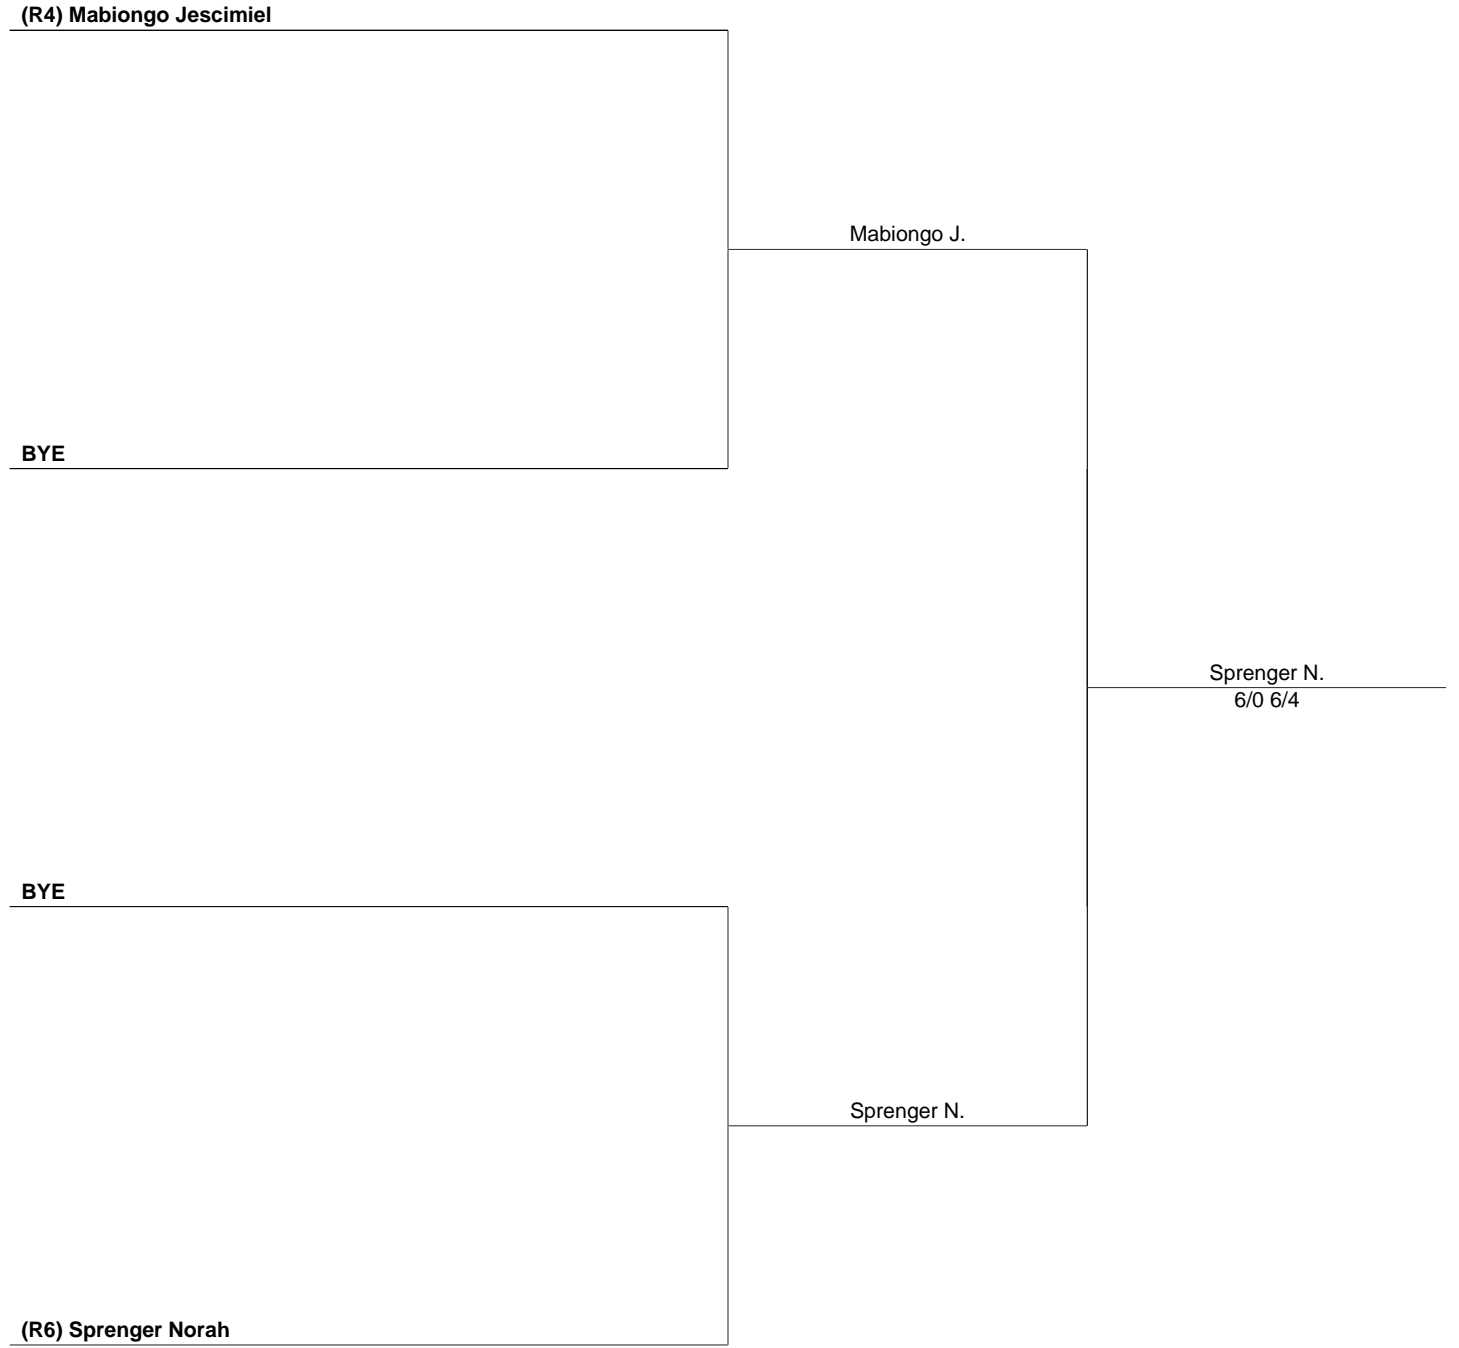 (R4) Mabiongo Jescimiel
Mabiongo J.
BYE
Sprenger N.
6/0 6/4
BYE
Sprenger N.
(R6) Sprenger Norah